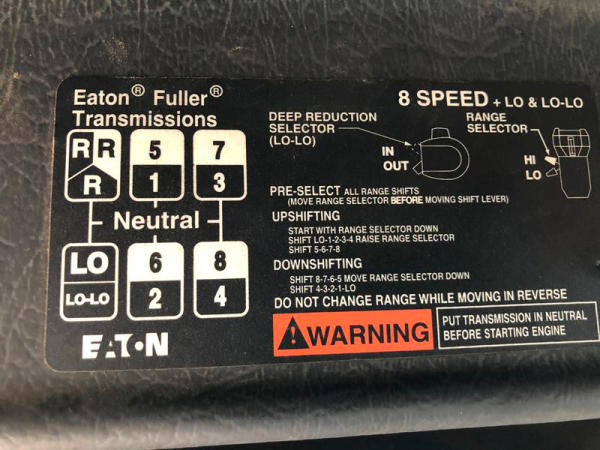 Eaton® Fuller®
Transmissions
8 SPEED + LO & LO-LO
R R 5 7
R 1 3
Neutral
LO 6 8
LO-LO 2 4
EATON
DEEP REDUCTION
SELECTOR
(LO-LO)
IN
OUT
RANGE
SELECTOR
HI
LO
PRE-SELECT ALL RANGE SHIFTS
(MOVE RANGE SELECTOR BEFORE MOVING SHIFT LEVER)
UPSHIFTING
START WITH RANGE SELECTOR DOWN
SHIFT LO-1-2-3-4 RAISE RANGE SELECTOR
SHIFT 5-6-7-8
DOWNSHIFTING
SHIFT 8-7-6-5 MOVE RANGE SELECTOR DOWN
SHIFT 4-3-2-1-LO
DO NOT CHANGE RANGE WHILE MOVING IN REVERSE
WARNING
PUT TRANSMISSION IN NEUTRAL
BEFORE STARTING ENGINE